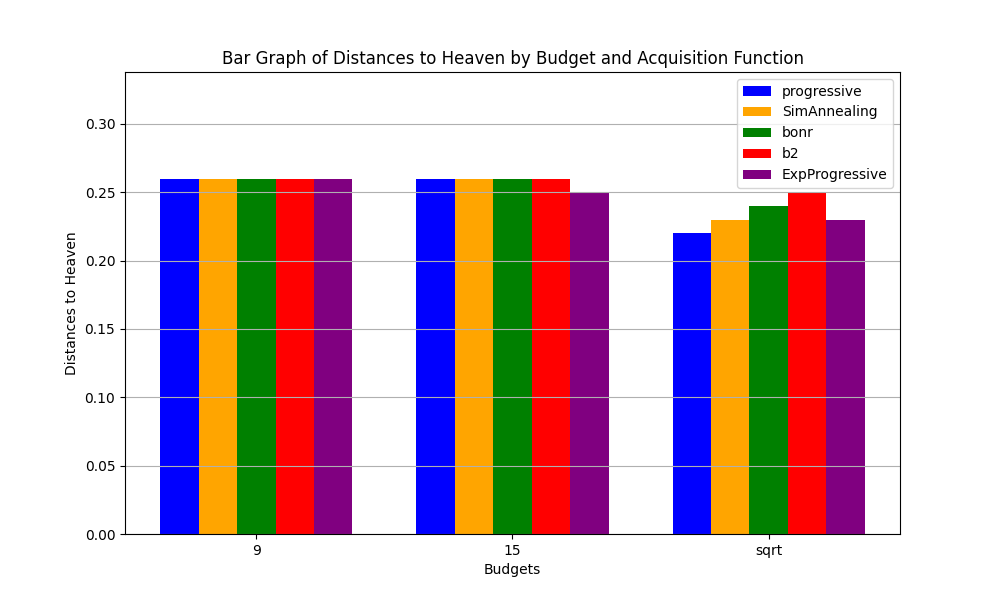 Bar Graph of Distances to Heaven by Budget and Acquisition Function
progressive
SimAnnealing
bonr
b2
ExpProgressive
Distances to Heaven
0.30
0.25
0.20
0.15
0.10
0.05
0.00
9
15
sqrt
Budgets